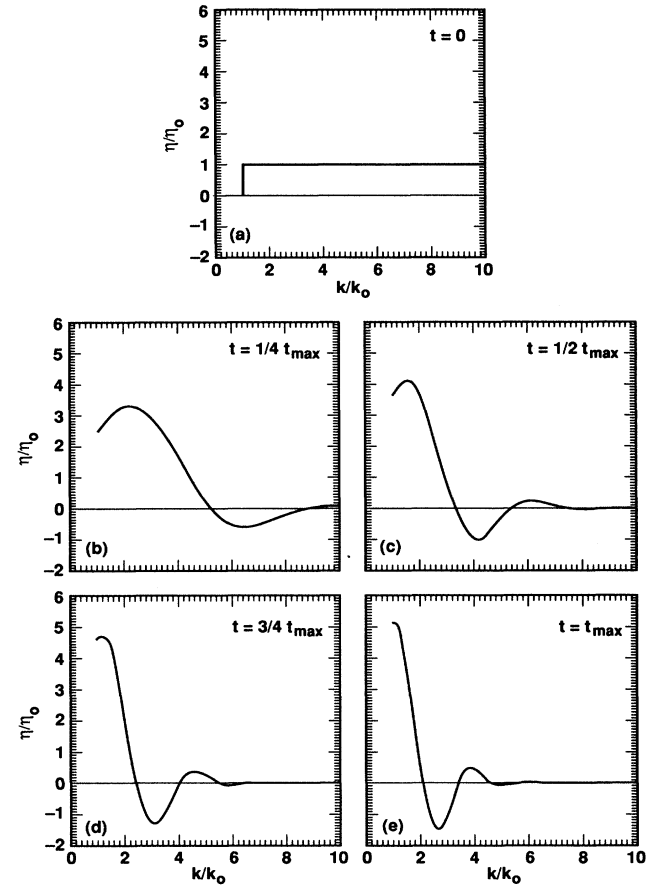 6
5
4
3
2
1
0
−1
−2
η/ηo
t = 0
(a)
0 2 4 6 8 10
k/ko
6
5
4
3
2
1
0
−1
−2
η/ηo
t = 1/4 tmax
(b)
t = 1/2 tmax
(c)
6
5
4
3
2
1
0
−1
−2
η/ηo
t = 3/4 tmax
(d)
0 2 4 6 8 10
k/ko
t = tmax
(e)
0 2 4 6 8 10
k/ko